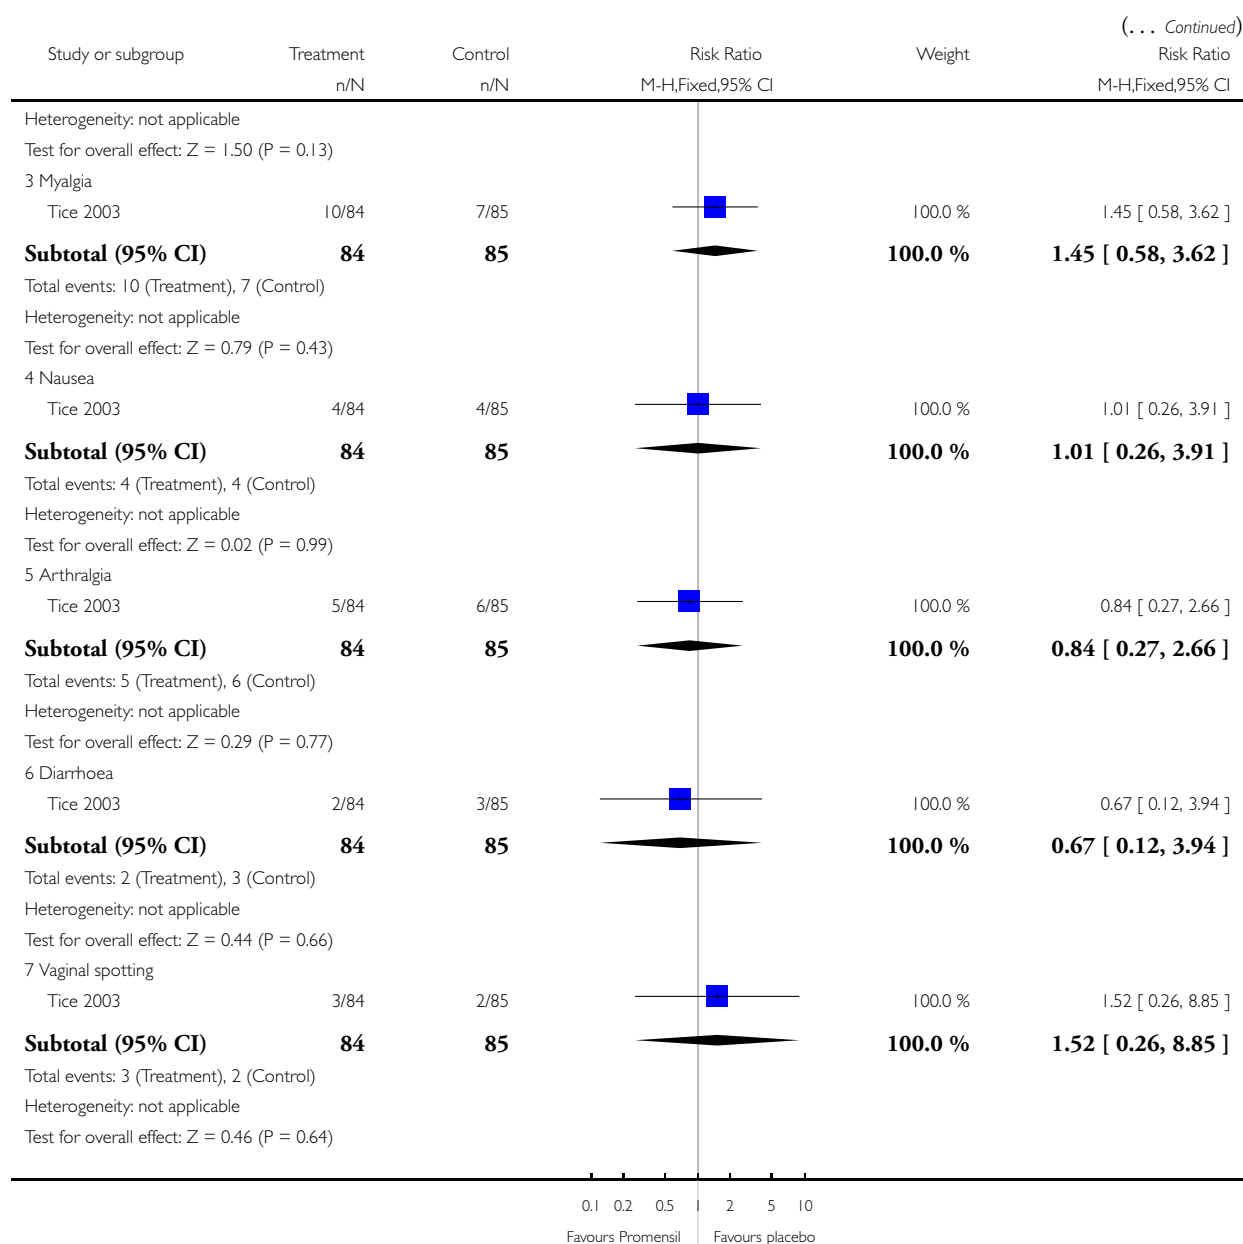 (... Continued)
Study or subgroup Treatment Control Risk Ratio Weight Risk Ratio
n/N n/N M-H,Fixed,95% CI M-H,Fixed,95% CI
Heterogeneity: not applicable
Test for overall effect: Z = 1.50 (P = 0.13)
3 Myalgia
Tice 2003 10/84 7/85 100.0 % 1.45 [ 0.58, 3.62 ]
Subtotal (95% CI) 84 85 100.0 % 1.45 [ 0.58, 3.62 ]
Total events: 10 (Treatment), 7 (Control)
Heterogeneity: not applicable
Test for overall effect: Z = 0.79 (P = 0.43)
4 Nausea
Tice 2003 4/84 4/85 100.0 % 1.01 [ 0.26, 3.91 ]
Subtotal (95% CI) 84 85 100.0 % 1.01 [ 0.26, 3.91 ]
Total events: 4 (Treatment), 4 (Control)
Heterogeneity: not applicable
Test for overall effect: Z = 0.02 (P = 0.99)
5 Arthralgia
Tice 2003 5/84 6/85 100.0 % 0.84 [ 0.27, 2.66 ]
Subtotal (95% CI) 84 85 100.0 % 0.84 [ 0.27, 2.66 ]
Total events: 5 (Treatment), 6 (Control)
Heterogeneity: not applicable
Test for overall effect: Z = 0.29 (P = 0.77)
6 Diarrhoea
Tice 2003 2/84 3/85 100.0 % 0.67 [ 0.12, 3.94 ]
Subtotal (95% CI) 84 85 100.0 % 0.67 [ 0.12, 3.94 ]
Total events: 2 (Treatment), 3 (Control)
Heterogeneity: not applicable
Test for overall effect: Z = 0.44 (P = 0.66)
7 Vaginal spotting
Tice 2003 3/84 2/85 100.0 % 1.52 [ 0.26, 8.85 ]
Subtotal (95% CI) 84 85 100.0 % 1.52 [ 0.26, 8.85 ]
Total events: 3 (Treatment), 2 (Control)
Heterogeneity: not applicable
Test for overall effect: Z = 0.46 (P = 0.64)
0.1 0.2 0.5 1 2 5 10
Favours Promensil Favours placebo